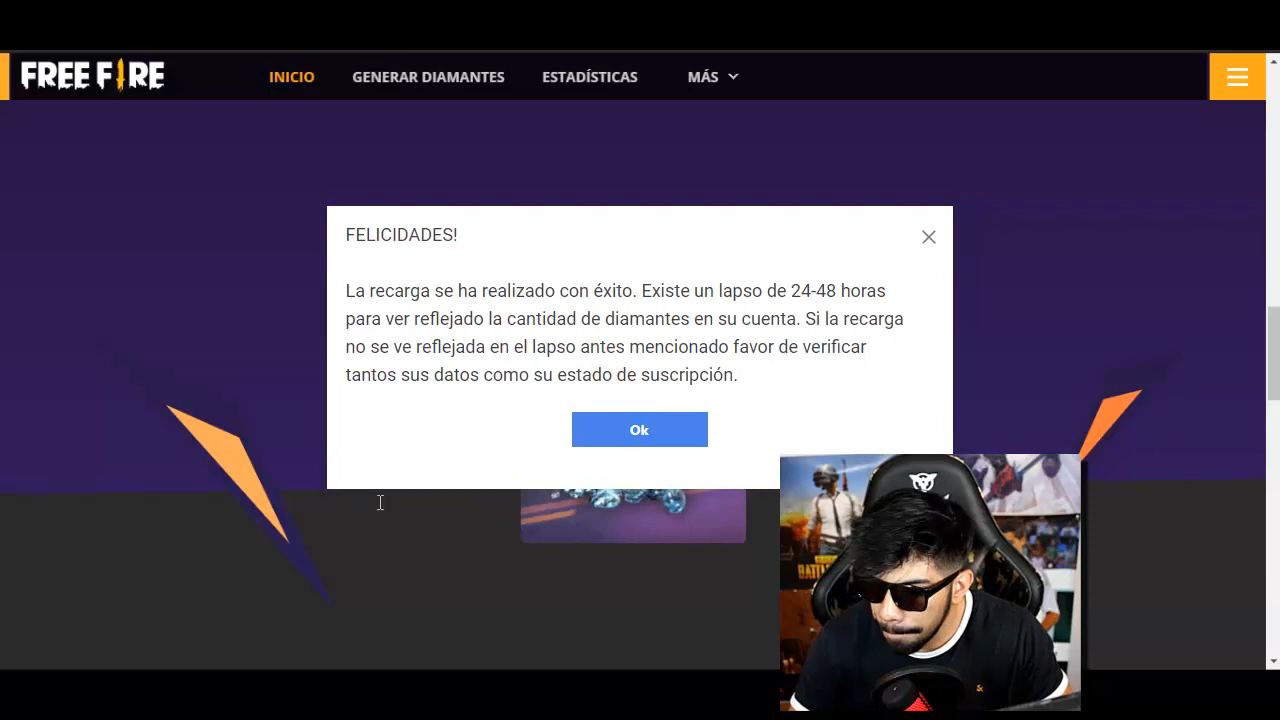 FREE FIRE
INICIO
GENERAR DIAMANTES
ESTADÍSTICAS
MÁS
FELICIDADES!
La recarga se ha realizado con éxito. Existe un lapso de 24-48 horas
para ver reflejado la cantidad de diamantes en su cuenta. Si la recarga
no se ve reflejada en el lapso antes mencionado favor de verificar
tantos sus datos como su estado de suscripción.
Ok